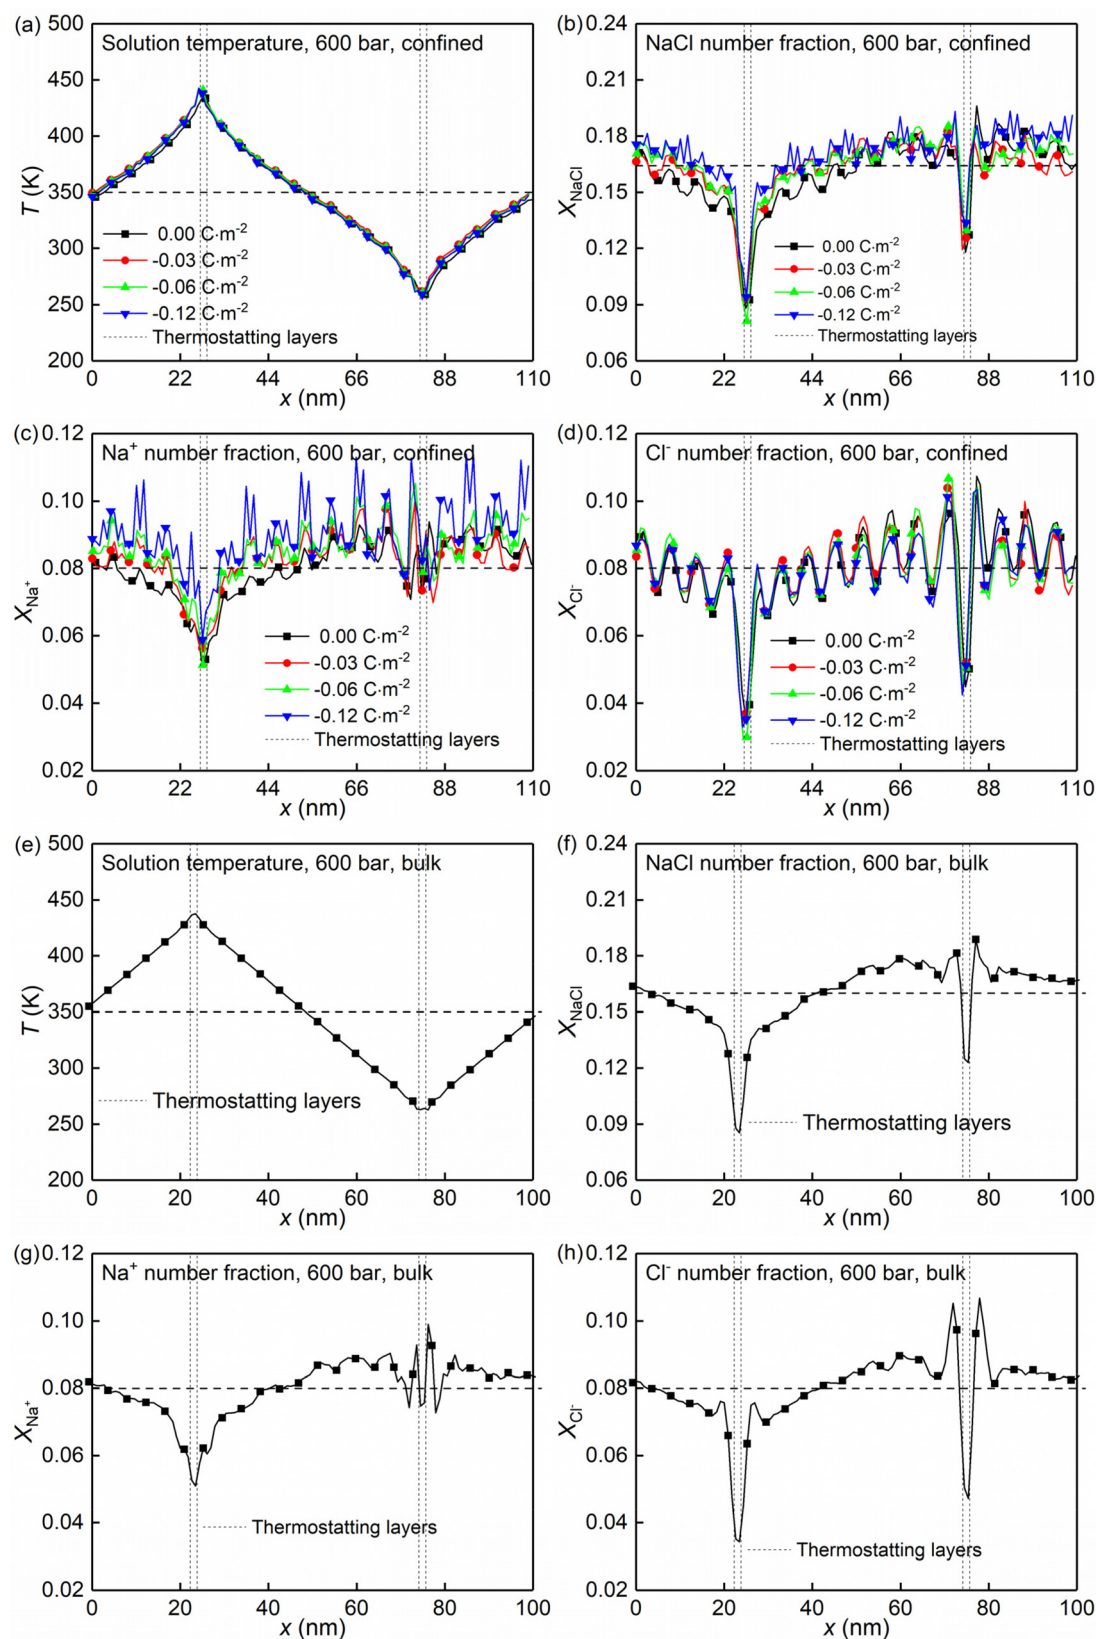 (a)
Solution temperature, 600 bar, confined
500
450
400
350
300
250
200
T (K)
0.00 C·m⁻²
-0.03 C·m⁻²
-0.06 C·m⁻²
-0.12 C·m⁻²
Thermostatting layers
0 22 44 66 88 110
x (nm)
(b)
NaCl number fraction, 600 bar, confined
0.24
0.21
0.18
0.15
0.12
0.09
0.06
X_NaCl
0.00 C·m⁻²
-0.03 C·m⁻²
-0.06 C·m⁻²
-0.12 C·m⁻²
Thermostatting layers
0 22 44 66 88 110
x (nm)
(c)
Na⁺ number fraction, 600 bar, confined
0.12
0.10
0.08
0.06
0.04
0.02
X_Na⁺
0.00 C·m⁻²
-0.03 C·m⁻²
-0.06 C·m⁻²
-0.12 C·m⁻²
Thermostatting layers
0 22 44 66 88 110
x (nm)
(d)
Cl⁻ number fraction, 600 bar, confined
0.12
0.10
0.08
0.06
0.04
0.02
X_Cl⁻
0.00 C·m⁻²
-0.03 C·m⁻²
-0.06 C·m⁻²
-0.12 C·m⁻²
Thermostatting layers
0 22 44 66 88 110
x (nm)
(e)
Solution temperature, 600 bar, bulk
500
450
400
350
300
250
200
T (K)
Thermostatting layers
0 20 40 60 80 100
x (nm)
(f)
NaCl number fraction, 600 bar, bulk
0.24
0.21
0.18
0.15
0.12
0.09
0.06
X_NaCl
Thermostatting layers
0 20 40 60 80 100
x (nm)
(g)
Na⁺ number fraction, 600 bar, bulk
0.12
0.10
0.08
0.06
0.04
0.02
X_Na⁺
Thermostatting layers
0 20 40 60 80 100
x (nm)
(h)
Cl⁻ number fraction, 600 bar, bulk
0.12
0.10
0.08
0.06
0.04
0.02
X_Cl⁻
Thermostatting layers
0 20 40 60 80 100
x (nm)